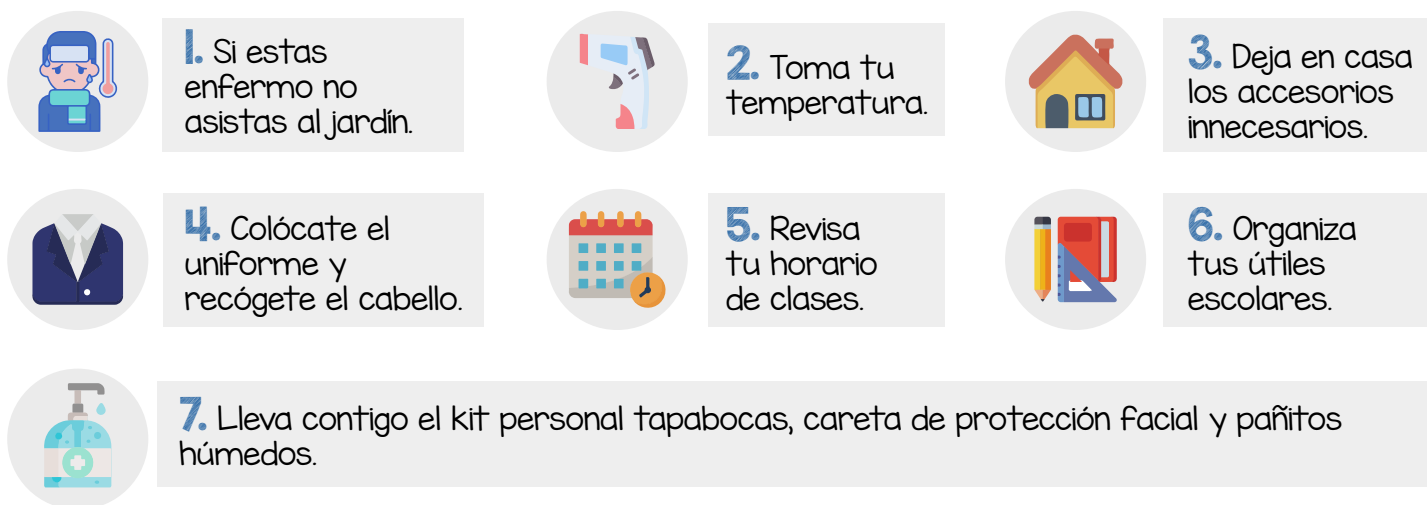 1. Si estas
enfermo no
asistas al jardín.
2. Toma tu
temperatura.
3. Deja en casa
los accesorios
innecesarios.
4. Colócate el
uniforme y
recógete el cabello.
5. Revisa
tu horario
de clases.
6. Organiza
tus útiles
escolares.
7. Lleva contigo el kit personal tapabocas, careta de protección facial y pañitos
húmedos.